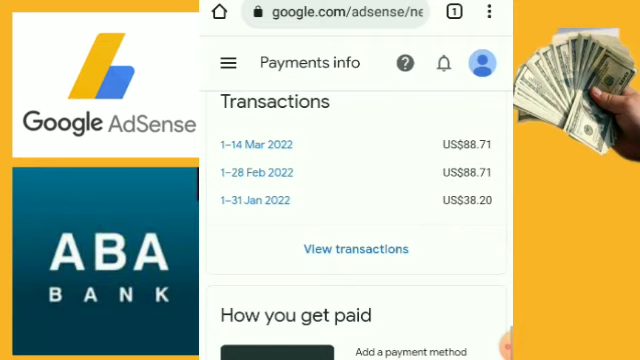 google.com/adsense/ne
1
Google AdSense
Payments info
Transactions
1–14 Mar 2022 US$88.71
1–28 Feb 2022 US$88.71
1–31 Jan 2022 US$38.20
View transactions
How you get paid
Add a payment method
ABA
BANK